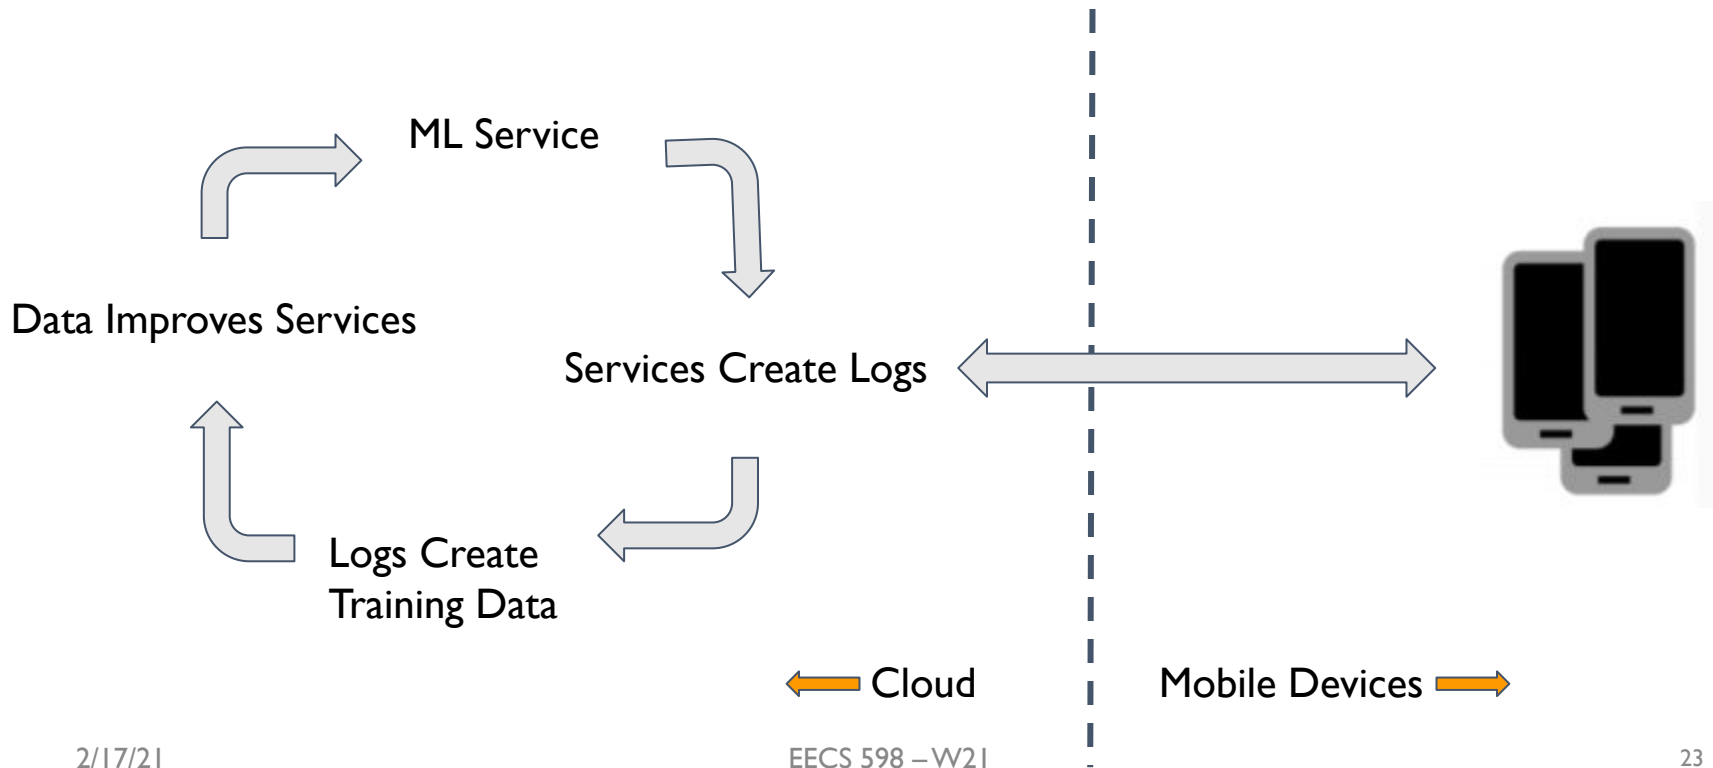 ML Service
Data Improves Services
Services Create Logs
Logs Create
Training Data
Cloud
Mobile Devices
2/17/21
EECS 598 – W21
23